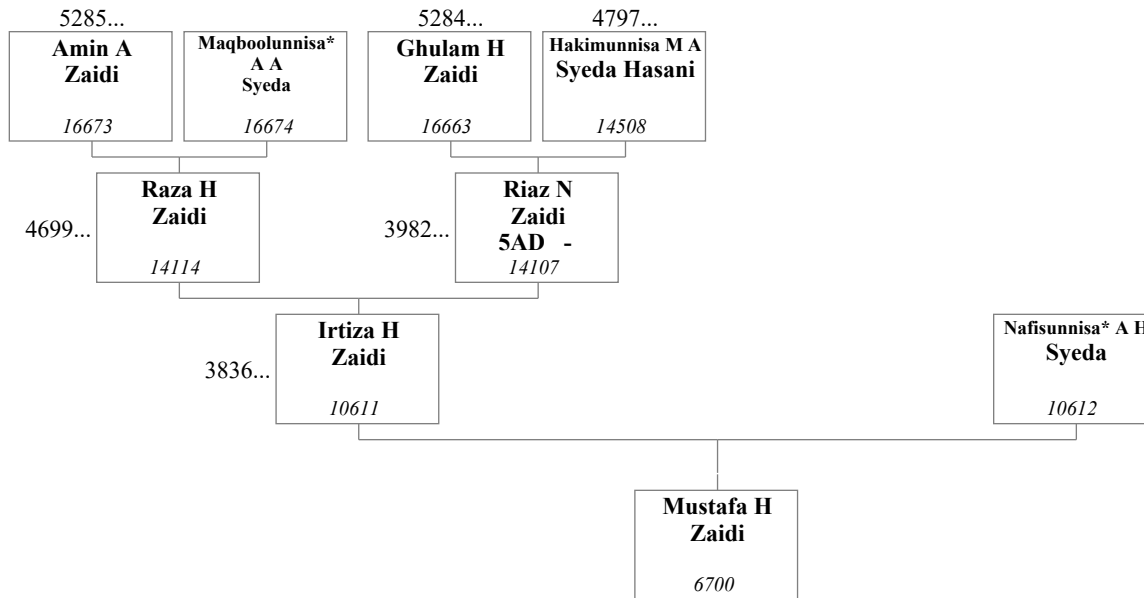 5285...
5284...
4797...
Amin A
Zaidi
16673
Maqboolunnisa*
A A
Syeda
16674
Ghulam H
Zaidi
16663
Hakimunnisa M A
Syeda Hasani
14508
4699...
Raza H
Zaidi
14114
3982...
Riaz N
Zaidi
5AD -
14107
3836...
Irtiza H
Zaidi
10611
Nafisunnisa* A H
Syeda
10612
Mustafa H
Zaidi
6700